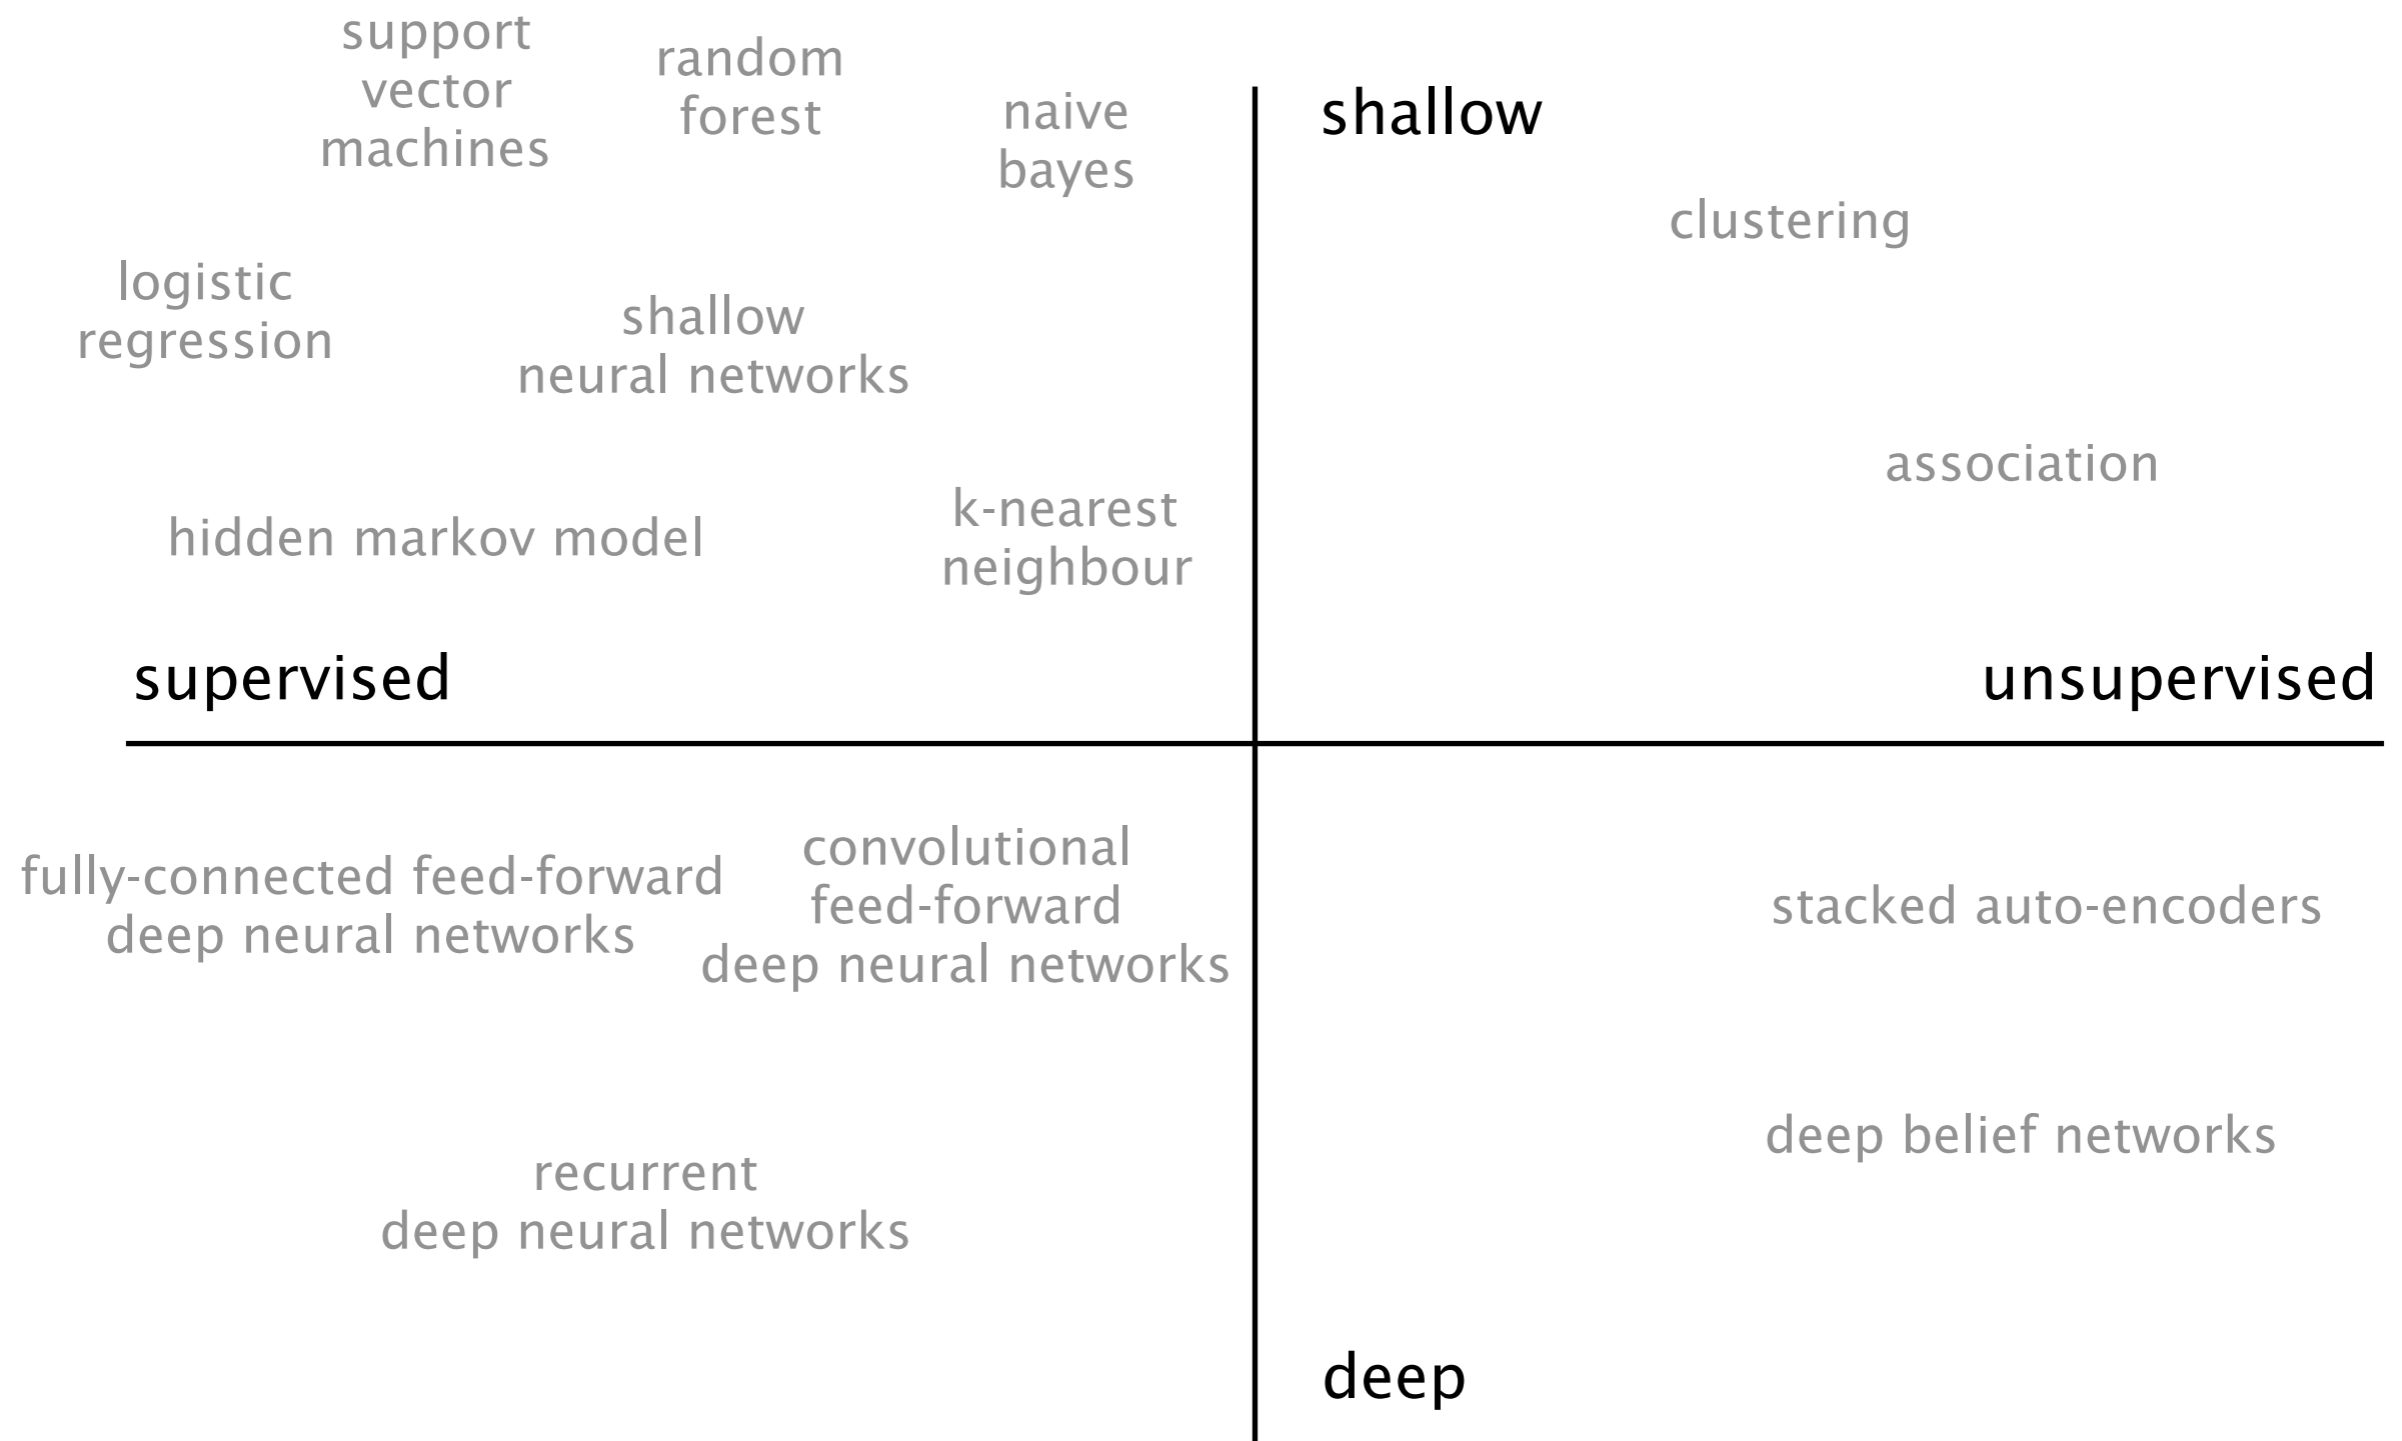 support
vector
machines
random
forest
naive
bayes
shallow
clustering
logistic
regression
shallow
neural networks
association
hidden markov model
k-nearest
neighbour
supervised
unsupervised
fully-connected feed-forward
deep neural networks
convolutional
feed-forward
deep neural networks
stacked auto-encoders
recurrent
deep neural networks
deep belief networks
deep